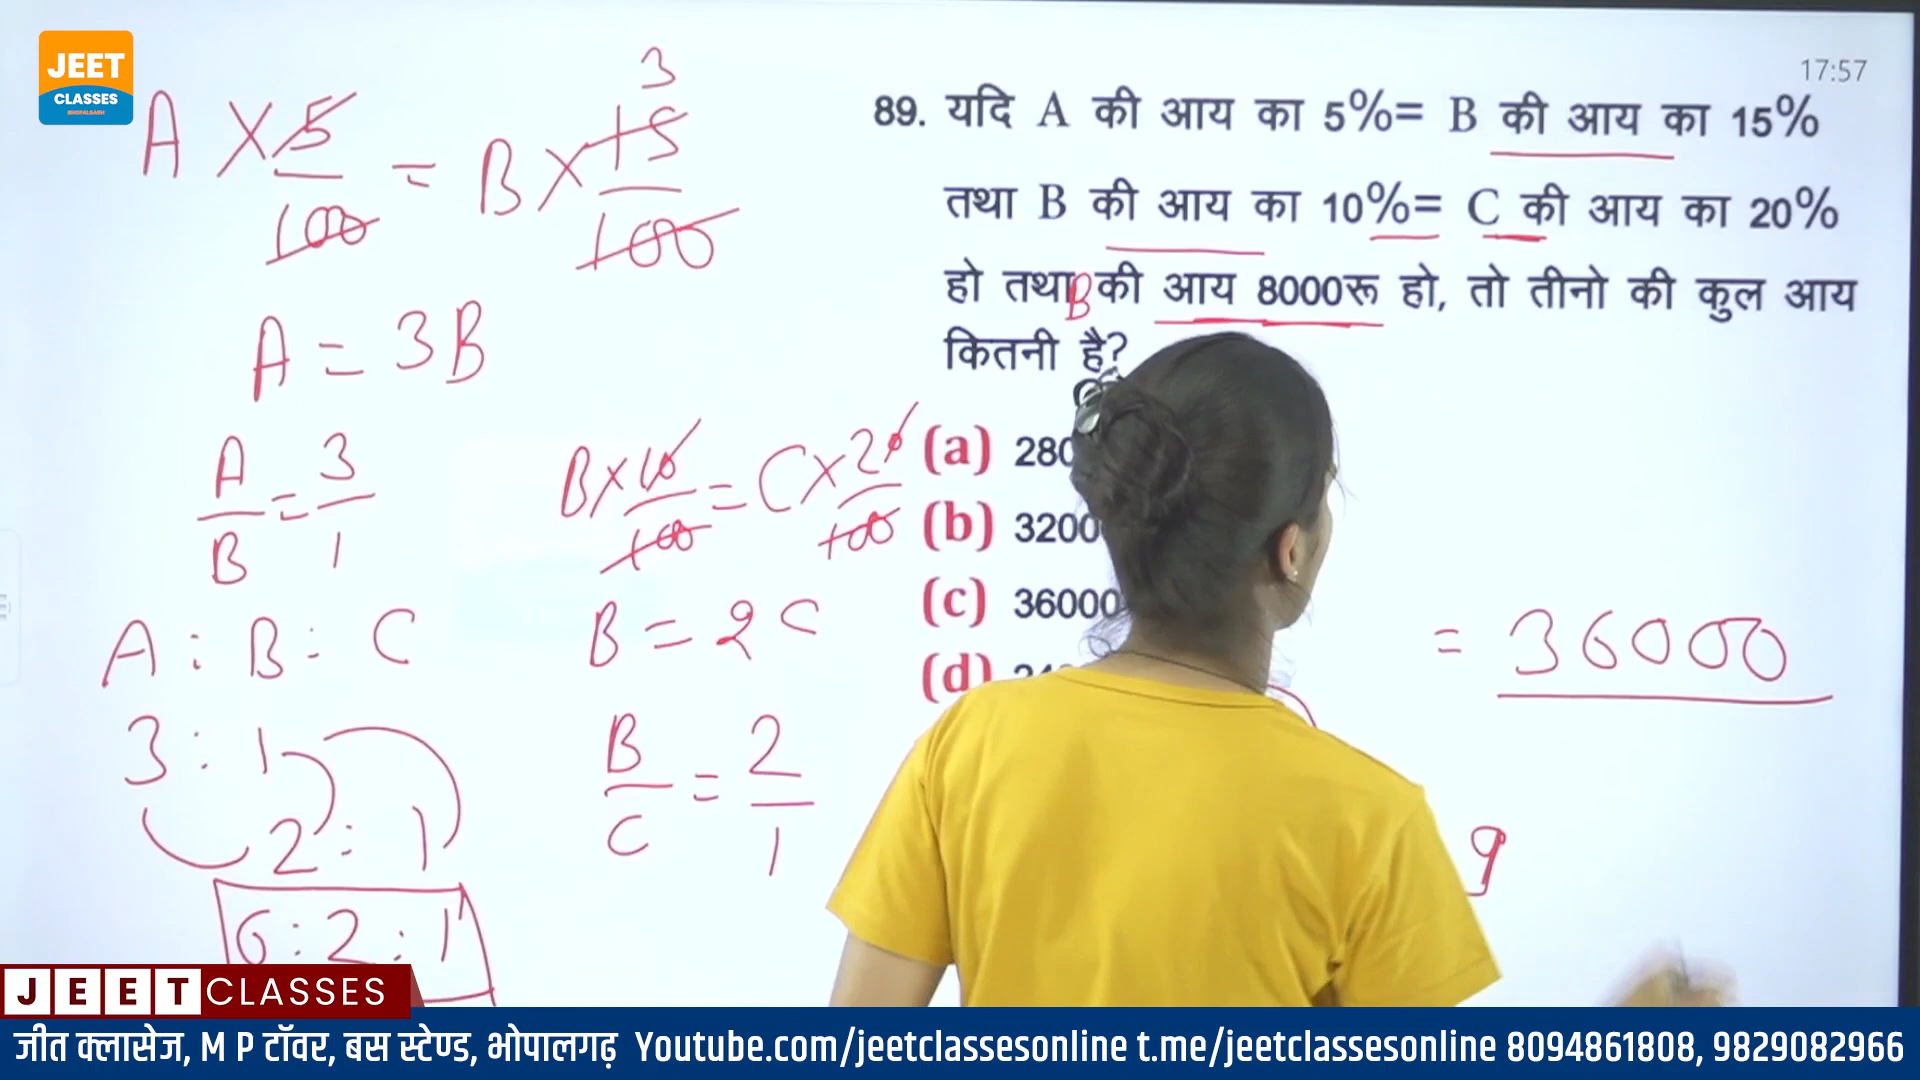 JEET
CLASSES
17:57
A × 5/100 = B × 15/100
3
A = 3B
A/B = 3/1
A : B : C
3 : 1
2 : 1
6 : 2 : 1
B × 10/100 = C × 20/100
B = 2C
B/C = 2/1
89. यदि A की आय का 5%= B की आय का 15%
तथा B की आय का 10%= C की आय का 20%
हो तथा B की आय 8000रू हो, तो तीनो की कुल आय
कितनी है?
(a) 280
(b) 3200
(c) 36000
(d)
= 36000
9
JEET CLASSES
जीत क्लासेज, M P टॉवर, बस स्टेण्ड, भोपालगढ़ Youtube.com/jeetclassesonline t.me/jeetclassesonline 8094861808, 9829082966